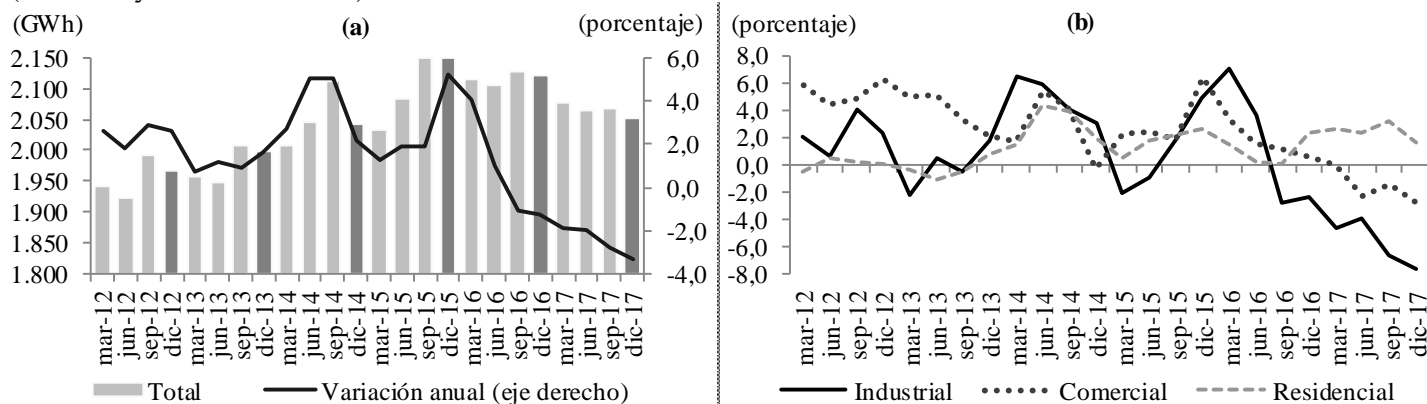 (GWh)
(a)
(porcentaje)
2.150
2.100
2.050
2.000
1.950
1.900
1.850
1.800
6,0
4,0
2,0
0,0
-2,0
-4,0
mar-12
jun-12
sep-12
dic-12
mar-13
jun-13
sep-13
dic-13
mar-14
jun-14
sep-14
dic-14
mar-15
jun-15
sep-15
dic-15
mar-16
jun-16
sep-16
dic-16
mar-17
jun-17
sep-17
dic-17
Total
Variación anual (eje derecho)
(porcentaje)
(b)
8,0
6,0
4,0
2,0
0,0
-2,0
-4,0
-6,0
-8,0
mar-12
jun-12
sep-12
dic-12
mar-13
jun-13
sep-13
dic-13
mar-14
jun-14
sep-14
dic-14
mar-15
jun-15
sep-15
dic-15
mar-16
jun-16
sep-16
dic-16
mar-17
jun-17
sep-17
dic-17
Industrial
Comercial
Residencial